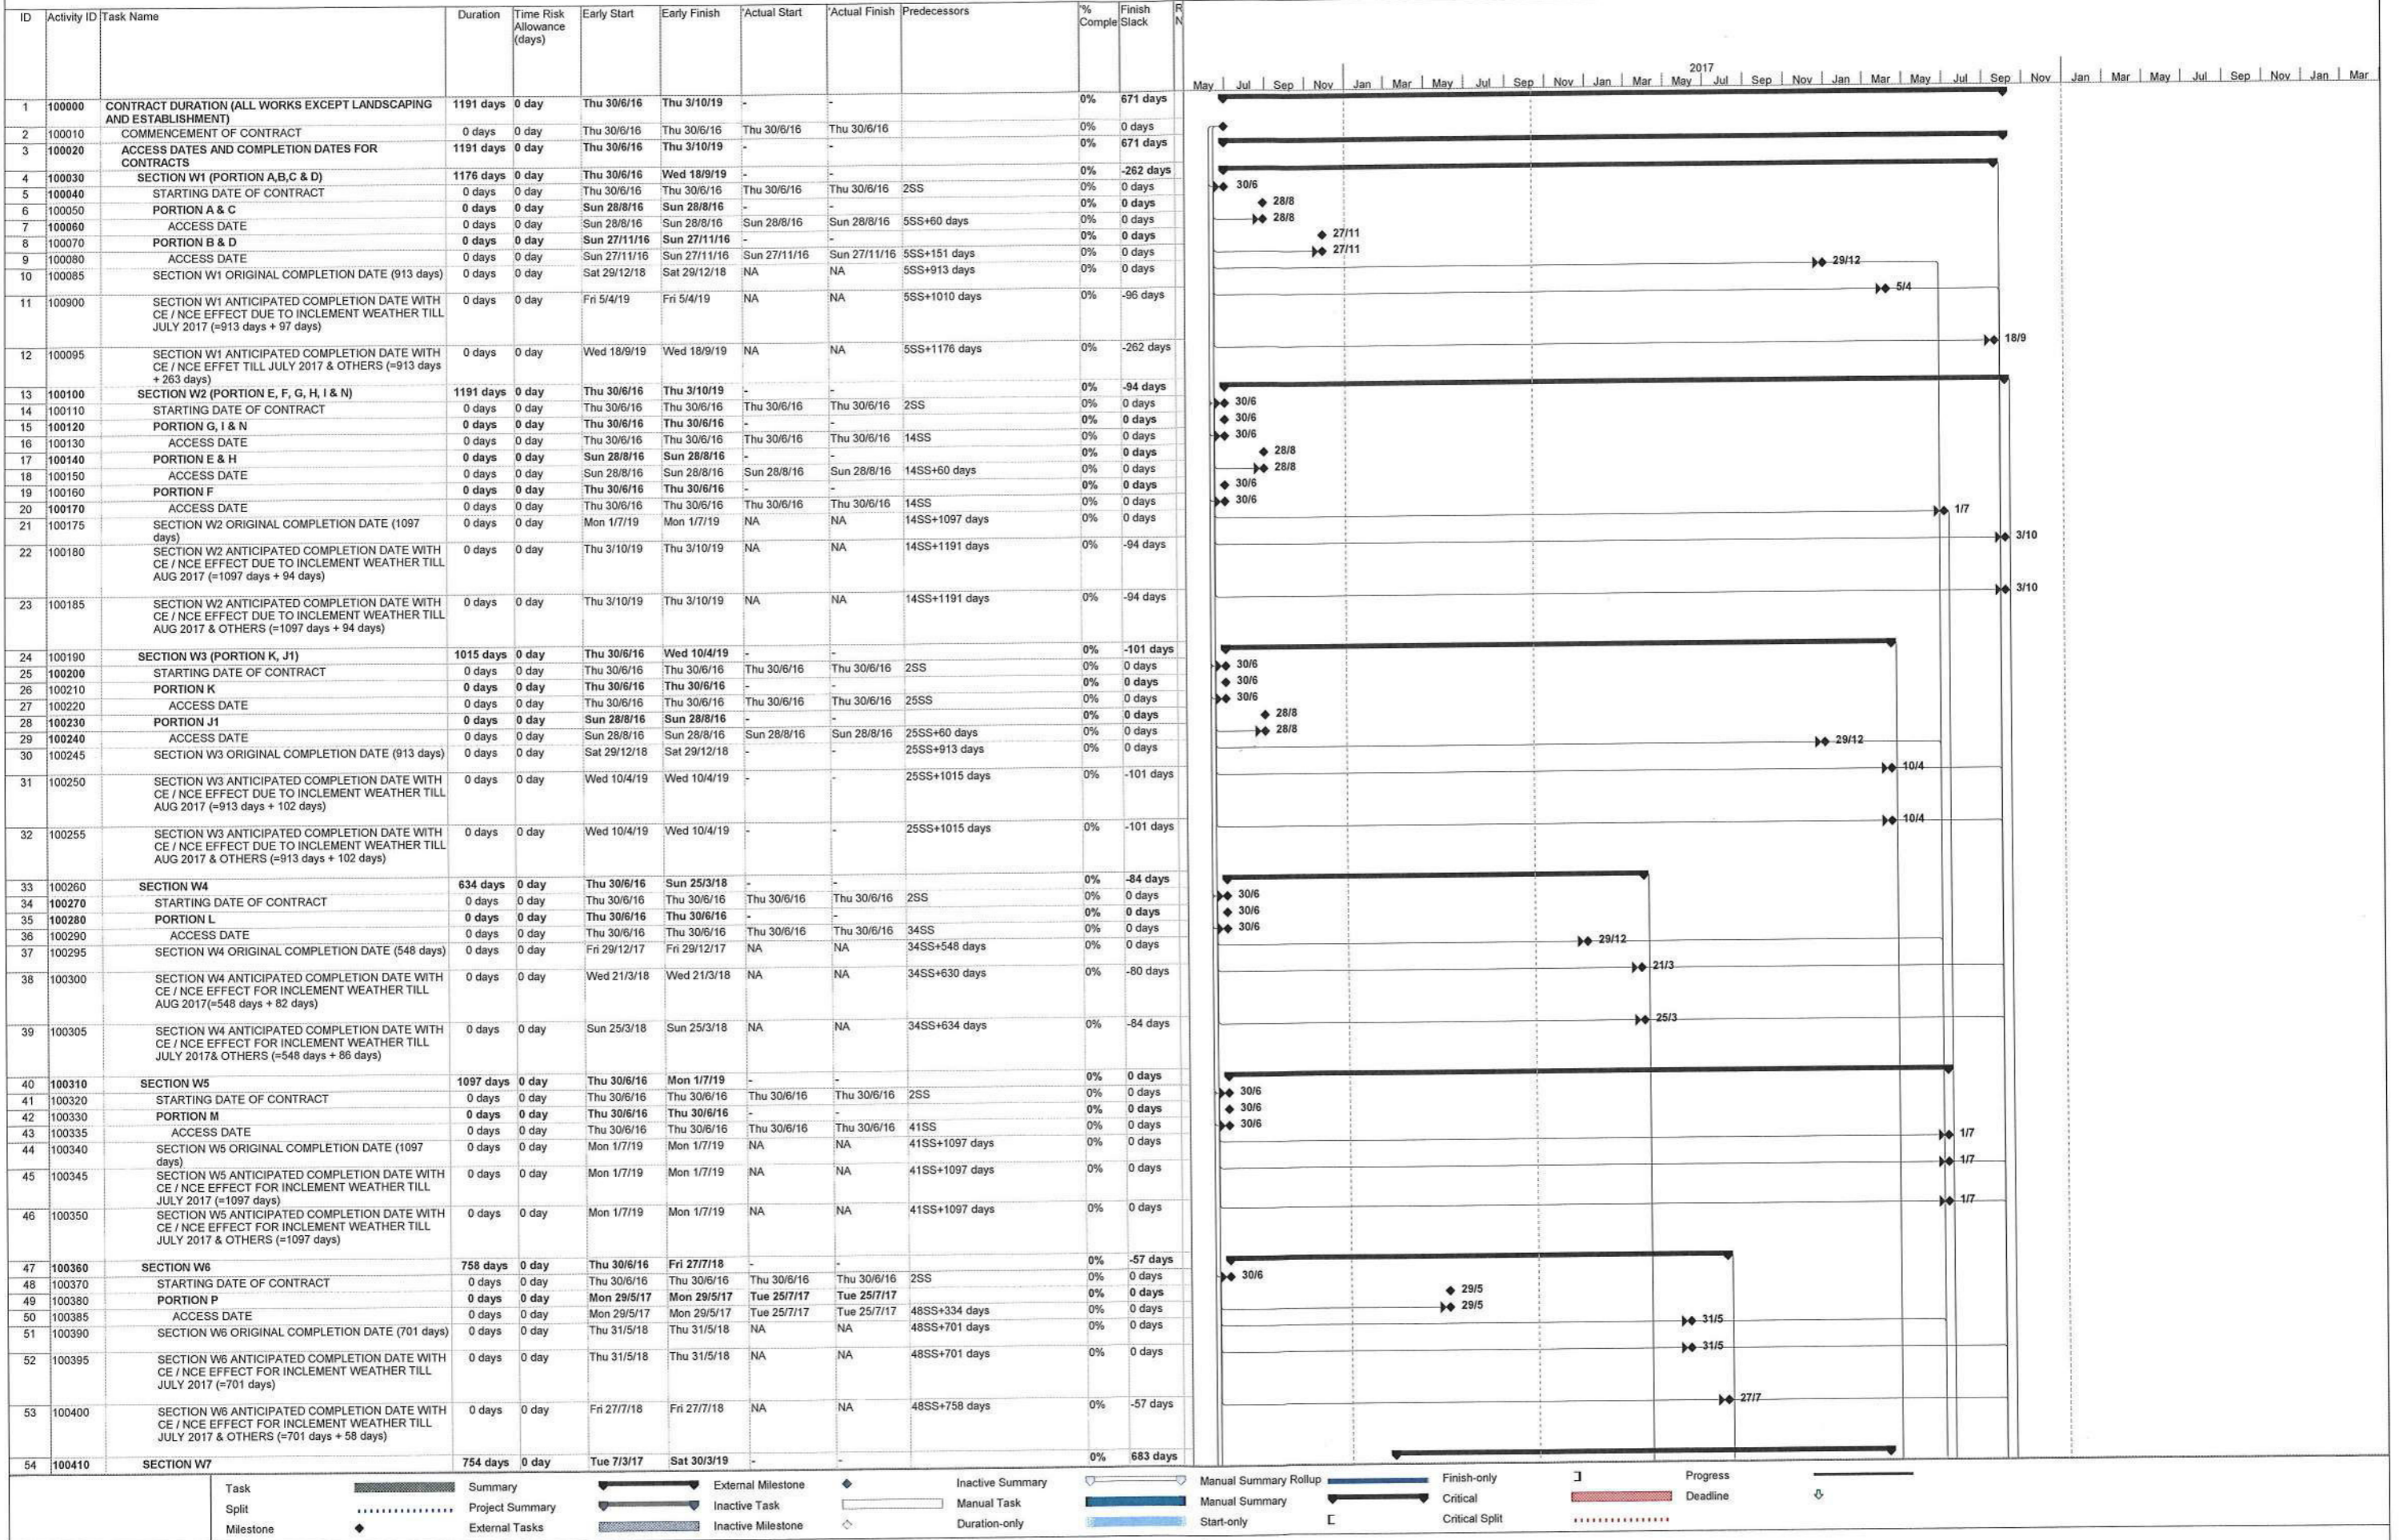 ID Activity ID Task Name Duration Time Risk Allowance (days) Early Start Early Finish 'Actual Start 'Actual Finish Predecessors '% Comple Finish Slack R N
2017
May Jul Sep Nov Jan Mar May Jul Sep Nov Jan Mar May Jul Sep Nov Jan Mar May Jul Sep Nov Jan Mar May Jul Sep Nov Jan Mar
1 100000 CONTRACT DURATION (ALL WORKS EXCEPT LANDSCAPING 1191 days 0 day Thu 30/6/16 Thu 3/10/19 - - 0% 671 days
AND ESTABLISHMENT)
2 100010 COMMENCEMENT OF CONTRACT 0 days 0 day Thu 30/6/16 Thu 30/6/16 Thu 30/6/16 Thu 30/6/16 0% 0 days
3 100020 ACCESS DATES AND COMPLETION DATES FOR 1191 days 0 day Thu 30/6/16 Thu 3/10/19 - - 0% 671 days
CONTRACTS
4 100030 SECTION W1 (PORTION A,B,C & D) 1176 days 0 day Thu 30/6/16 Wed 18/9/19 - - 0% -262 days
5 100040 STARTING DATE OF CONTRACT 0 days 0 day Thu 30/6/16 Thu 30/6/16 Thu 30/6/16 Thu 30/6/16 2SS 0% 0 days 30/6
6 100050 PORTION A & C 0 days 0 day Sun 28/8/16 Sun 28/8/16 - - 0% 0 days 28/8
7 100060 ACCESS DATE 0 days 0 day Sun 28/8/16 Sun 28/8/16 Sun 28/8/16 Sun 28/8/16 5SS+60 days 0% 0 days 28/8
8 100070 PORTION B & D 0 days 0 day Sun 27/11/16 Sun 27/11/16 - - 0% 0 days 27/11
9 100080 ACCESS DATE 0 days 0 day Sun 27/11/16 Sun 27/11/16 Sun 27/11/16 Sun 27/11/16 5SS+151 days 0% 0 days 27/11
10 100085 SECTION W1 ORIGINAL COMPLETION DATE (913 days) 0 days 0 day Sat 29/12/18 Sat 29/12/18 NA NA 5SS+913 days 0% 0 days 29/12
11 100900 SECTION W1 ANTICIPATED COMPLETION DATE WITH 0 days 0 day Fri 5/4/19 Fri 5/4/19 NA NA 5SS+1010 days 0% -96 days 5/4
CE / NCE EFFECT DUE TO INCLEMENT WEATHER TILL
JULY 2017 (=913 days + 97 days)
12 100095 SECTION W1 ANTICIPATED COMPLETION DATE WITH 0 days 0 day Wed 18/9/19 Wed 18/9/19 NA NA 5SS+1176 days 0% -262 days 18/9
CE / NCE EFFET TILL JULY 2017 & OTHERS (=913 days
+ 263 days)
13 100100 SECTION W2 (PORTION E, F, G, H, I & N) 1191 days 0 day Thu 30/6/16 Thu 3/10/19 - - 0% -94 days
14 100110 STARTING DATE OF CONTRACT 0 days 0 day Thu 30/6/16 Thu 30/6/16 Thu 30/6/16 Thu 30/6/16 2SS 0% 0 days 30/6
15 100120 PORTION G, I & N 0 days 0 day Thu 30/6/16 Thu 30/6/16 - - 0% 0 days 30/6
16 100130 ACCESS DATE 0 days 0 day Thu 30/6/16 Thu 30/6/16 Thu 30/6/16 Thu 30/6/16 14SS 0% 0 days 30/6
17 100140 PORTION E & H 0 days 0 day Sun 28/8/16 Sun 28/8/16 - - 0% 0 days 28/8
18 100150 ACCESS DATE 0 days 0 day Sun 28/8/16 Sun 28/8/16 Sun 28/8/16 Sun 28/8/16 14SS+60 days 0% 0 days 28/8
19 100160 PORTION F 0 days 0 day Thu 30/6/16 Thu 30/6/16 - - 0% 0 days 30/6
20 100170 ACCESS DATE 0 days 0 day Thu 30/6/16 Thu 30/6/16 Thu 30/6/16 Thu 30/6/16 14SS 0% 0 days 30/6
21 100175 SECTION W2 ORIGINAL COMPLETION DATE (1097 0 days 0 day Mon 1/7/19 Mon 1/7/19 NA NA 14SS+1097 days 0% 0 days 1/7
days)
22 100180 SECTION W2 ANTICIPATED COMPLETION DATE WITH 0 days 0 day Thu 3/10/19 Thu 3/10/19 NA NA 14SS+1191 days 0% -94 days 3/10
CE / NCE EFFECT DUE TO INCLEMENT WEATHER TILL
AUG 2017 (=1097 days + 94 days)
23 100185 SECTION W2 ANTICIPATED COMPLETION DATE WITH 0 days 0 day Thu 3/10/19 Thu 3/10/19 NA NA 14SS+1191 days 0% -94 days 3/10
CE / NCE EFFECT DUE TO INCLEMENT WEATHER TILL
AUG 2017 & OTHERS (=1097 days + 94 days)
24 100190 SECTION W3 (PORTION K, J1) 1015 days 0 day Thu 30/6/16 Wed 10/4/19 - - 0% -101 days
25 100200 STARTING DATE OF CONTRACT 0 days 0 day Thu 30/6/16 Thu 30/6/16 Thu 30/6/16 Thu 30/6/16 2SS 0% 0 days 30/6
26 100210 PORTION K 0 days 0 day Thu 30/6/16 Thu 30/6/16 - - 0% 0 days 30/6
27 100220 ACCESS DATE 0 days 0 day Thu 30/6/16 Thu 30/6/16 Thu 30/6/16 Thu 30/6/16 25SS 0% 0 days 30/6
28 100230 PORTION J1 0 days 0 day Sun 28/8/16 Sun 28/8/16 - - 0% 0 days 28/8
29 100240 ACCESS DATE 0 days 0 day Sun 28/8/16 Sun 28/8/16 Sun 28/8/16 Sun 28/8/16 25SS+60 days 0% 0 days 28/8
30 100245 SECTION W3 ORIGINAL COMPLETION DATE (913 days) 0 days 0 day Sat 29/12/18 Sat 29/12/18 - - 25SS+913 days 0% 0 days 29/12
31 100250 SECTION W3 ANTICIPATED COMPLETION DATE WITH 0 days 0 day Wed 10/4/19 Wed 10/4/19 - - 25SS+1015 days 0% -101 days 10/4
CE / NCE EFFECT DUE TO INCLEMENT WEATHER TILL
AUG 2017 (=913 days + 102 days)
32 100255 SECTION W3 ANTICIPATED COMPLETION DATE WITH 0 days 0 day Wed 10/4/19 Wed 10/4/19 - - 25SS+1015 days 0% -101 days 10/4
CE / NCE EFFECT DUE TO INCLEMENT WEATHER TILL
AUG 2017 & OTHERS (=913 days + 102 days)
33 100260 SECTION W4 634 days 0 day Thu 30/6/16 Sun 25/3/18 - - 0% -84 days
34 100270 STARTING DATE OF CONTRACT 0 days 0 day Thu 30/6/16 Thu 30/6/16 Thu 30/6/16 Thu 30/6/16 2SS 0% 0 days 30/6
35 100280 PORTION L 0 days 0 day Thu 30/6/16 Thu 30/6/16 - - 0% 0 days 30/6
36 100290 ACCESS DATE 0 days 0 day Thu 30/6/16 Thu 30/6/16 Thu 30/6/16 Thu 30/6/16 34SS 0% 0 days 30/6
37 100295 SECTION W4 ORIGINAL COMPLETION DATE (548 days) 0 days 0 day Fri 29/12/17 Fri 29/12/17 NA NA 34SS+548 days 0% 0 days 29/12
38 100300 SECTION W4 ANTICIPATED COMPLETION DATE WITH 0 days 0 day Wed 21/3/18 Wed 21/3/18 NA NA 34SS+630 days 0% -80 days 21/3
CE / NCE EFFECT FOR INCLEMENT WEATHER TILL
AUG 2017(=548 days + 82 days)
39 100305 SECTION W4 ANTICIPATED COMPLETION DATE WITH 0 days 0 day Sun 25/3/18 Sun 25/3/18 NA NA 34SS+634 days 0% -84 days 25/3
CE / NCE EFFECT FOR INCLEMENT WEATHER TILL
JULY 2017& OTHERS (=548 days + 86 days)
40 100310 SECTION W5 1097 days 0 day Thu 30/6/16 Mon 1/7/19 - - 0% 0 days
41 100320 STARTING DATE OF CONTRACT 0 days 0 day Thu 30/6/16 Thu 30/6/16 Thu 30/6/16 Thu 30/6/16 2SS 0% 0 days 30/6
42 100330 PORTION M 0 days 0 day Thu 30/6/16 Thu 30/6/16 - - 0% 0 days 30/6
43 100335 ACCESS DATE 0 days 0 day Thu 30/6/16 Thu 30/6/16 Thu 30/6/16 Thu 30/6/16 41SS 0% 0 days 30/6
44 100340 SECTION W5 ORIGINAL COMPLETION DATE (1097 0 days 0 day Mon 1/7/19 Mon 1/7/19 NA NA 41SS+1097 days 0% 0 days 1/7
days)
45 100345 SECTION W5 ANTICIPATED COMPLETION DATE WITH 0 days 0 day Mon 1/7/19 Mon 1/7/19 NA NA 41SS+1097 days 0% 0 days 1/7
CE / NCE EFFECT FOR INCLEMENT WEATHER TILL
JULY 2017 (=1097 days)
46 100350 SECTION W5 ANTICIPATED COMPLETION DATE WITH 0 days 0 day Mon 1/7/19 Mon 1/7/19 NA NA 41SS+1097 days 0% 0 days 1/7
CE / NCE EFFECT FOR INCLEMENT WEATHER TILL
JULY 2017 & OTHERS (=1097 days)
47 100360 SECTION W6 758 days 0 day Thu 30/6/16 Fri 27/7/18 - - 0% -57 days
48 100370 STARTING DATE OF CONTRACT 0 days 0 day Thu 30/6/16 Thu 30/6/16 Thu 30/6/16 Thu 30/6/16 2SS 0% 0 days 30/6
49 100380 PORTION P 0 days 0 day Mon 29/5/17 Mon 29/5/17 Tue 25/7/17 Tue 25/7/17 0% 0 days 29/5
50 100385 ACCESS DATE 0 days 0 day Mon 29/5/17 Mon 29/5/17 Tue 25/7/17 Tue 25/7/17 48SS+334 days 0% 0 days 29/5
51 100390 SECTION W6 ORIGINAL COMPLETION DATE (701 days) 0 days 0 day Thu 31/5/18 Thu 31/5/18 NA NA 48SS+701 days 0% 0 days 31/5
52 100395 SECTION W6 ANTICIPATED COMPLETION DATE WITH 0 days 0 day Thu 31/5/18 Thu 31/5/18 NA NA 48SS+701 days 0% 0 days 31/5
CE / NCE EFFECT FOR INCLEMENT WEATHER TILL
JULY 2017 (=701 days)
53 100400 SECTION W6 ANTICIPATED COMPLETION DATE WITH 0 days 0 day Fri 27/7/18 Fri 27/7/18 NA NA 48SS+758 days 0% -57 days 27/7
CE / NCE EFFECT FOR INCLEMENT WEATHER TILL
JULY 2017 & OTHERS (=701 days + 58 days)
54 100410 SECTION W7 754 days 0 day Tue 7/3/17 Sat 30/3/19 - - 0% 683 days
Task Summary External Milestone Inactive Summary Manual Summary Rollup Finish-only Progress
Split Project Summary Inactive Task Manual Task Manual Summary Critical Deadline
Milestone External Tasks Inactive Milestone Duration-only Start-only Critical Split